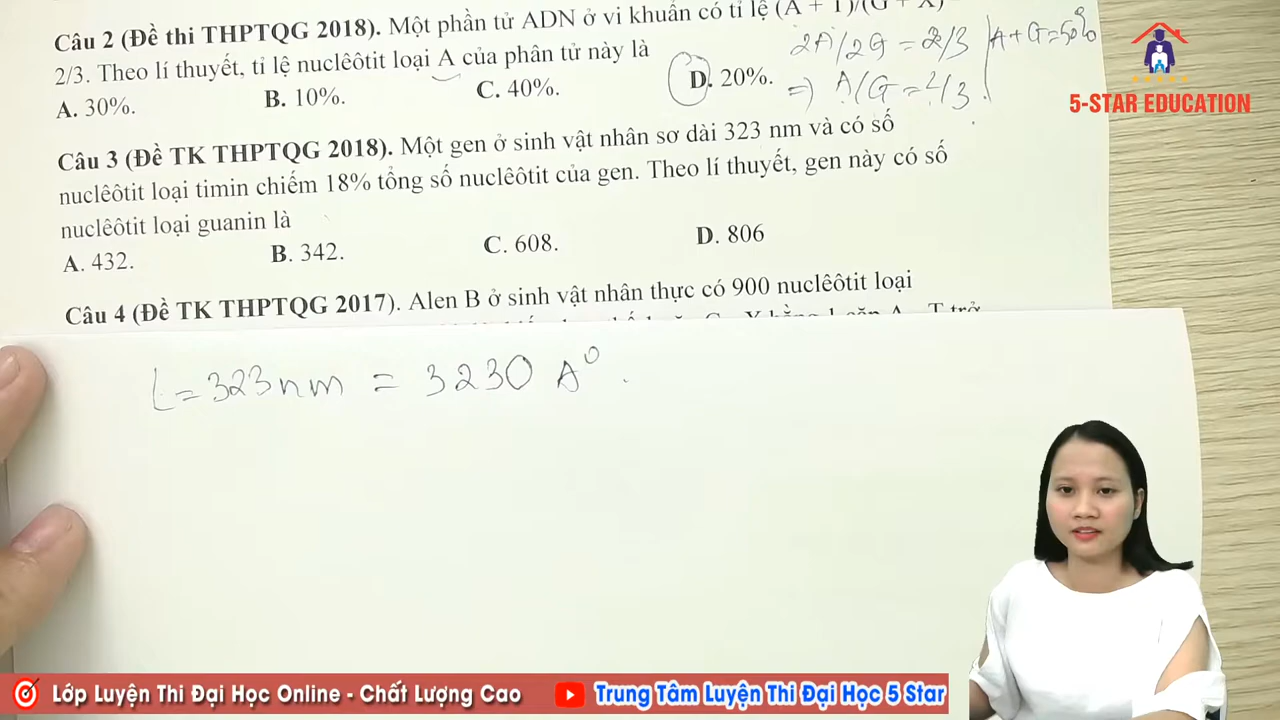 Câu 2 (Đề thi THPTQG 2018). Một phần tử ADN ở vi khuẩn có tỉ lệ (A + T)/(G + X)
2/3. Theo lí thuyết, tỉ lệ nuclêôtit loại A của phân tử này là
A. 30%. B. 10%. C. 40%. D. 20%.
2A/2G = 2/3
=> A/G = 2/3.
A+G=50%
5-STAR EDUCATION
Câu 3 (Đề TK THPTQG 2018). Một gen ở sinh vật nhân sơ dài 323 nm và có số
nuclêôtit loại timin chiếm 18% tổng số nuclêôtit của gen. Theo lí thuyết, gen này có số
nuclêôtit loại guanin là
A. 432. B. 342. C. 608. D. 806
Câu 4 (Đề TK THPTQG 2017). Alen B ở sinh vật nhân thực có 900 nuclêôtit loại
L = 323nm = 3230 A⁰.
Lớp Luyện Thi Đại Học Online - Chất Lượng Cao
Trung Tâm Luyện Thi Đại Học 5 Star